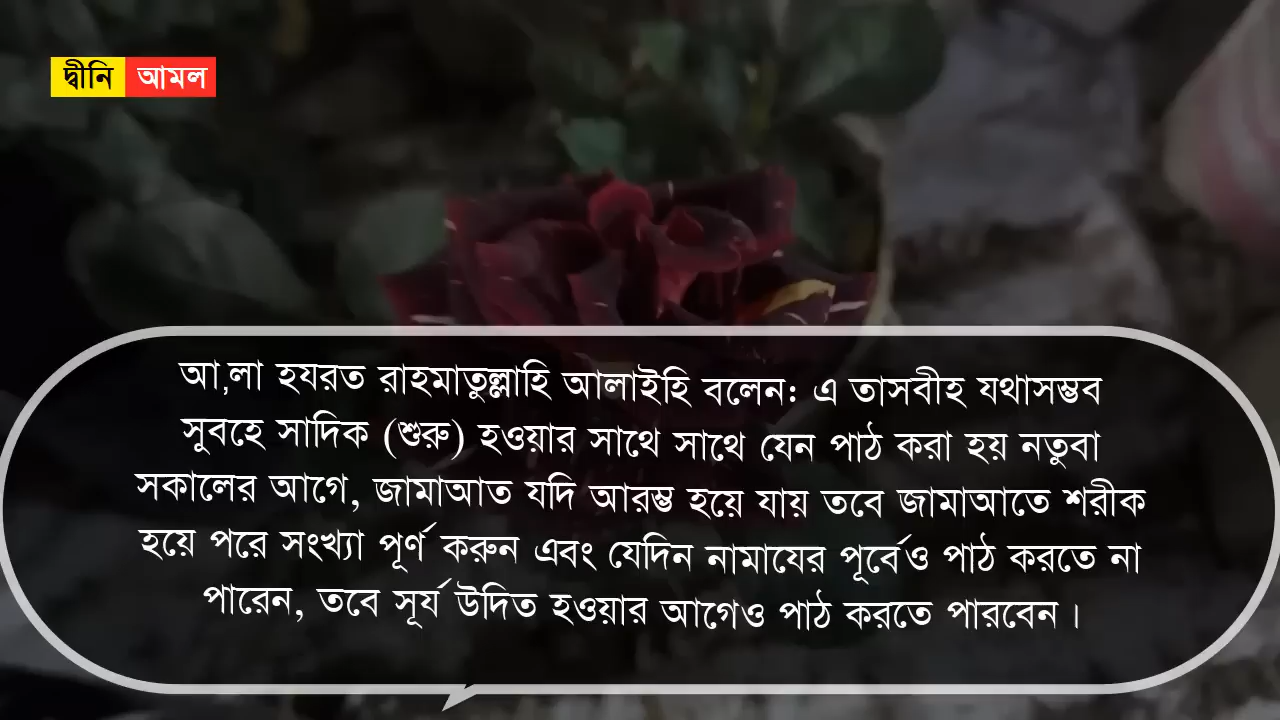 দ্বীনি আমল
আ,লা হযরত রাহমাতুল্লাহি আলাইহি বলেন: এ তাসবীহ যথাসম্ভব
সুবহে সাদিক (শুরু) হওয়ার সাথে সাথে যেন পাঠ করা হয় নতুবা
সকালের আগে, জামাআত যদি আরম্ভ হয়ে যায় তবে জামাআতে শরীক
হয়ে পরে সংখ্যা পূর্ণ করুন এবং যেদিন নামাযের পূর্বেও পাঠ করতে না
পারেন, তবে সূর্য উদিত হওয়ার আগেও পাঠ করতে পারবেন।